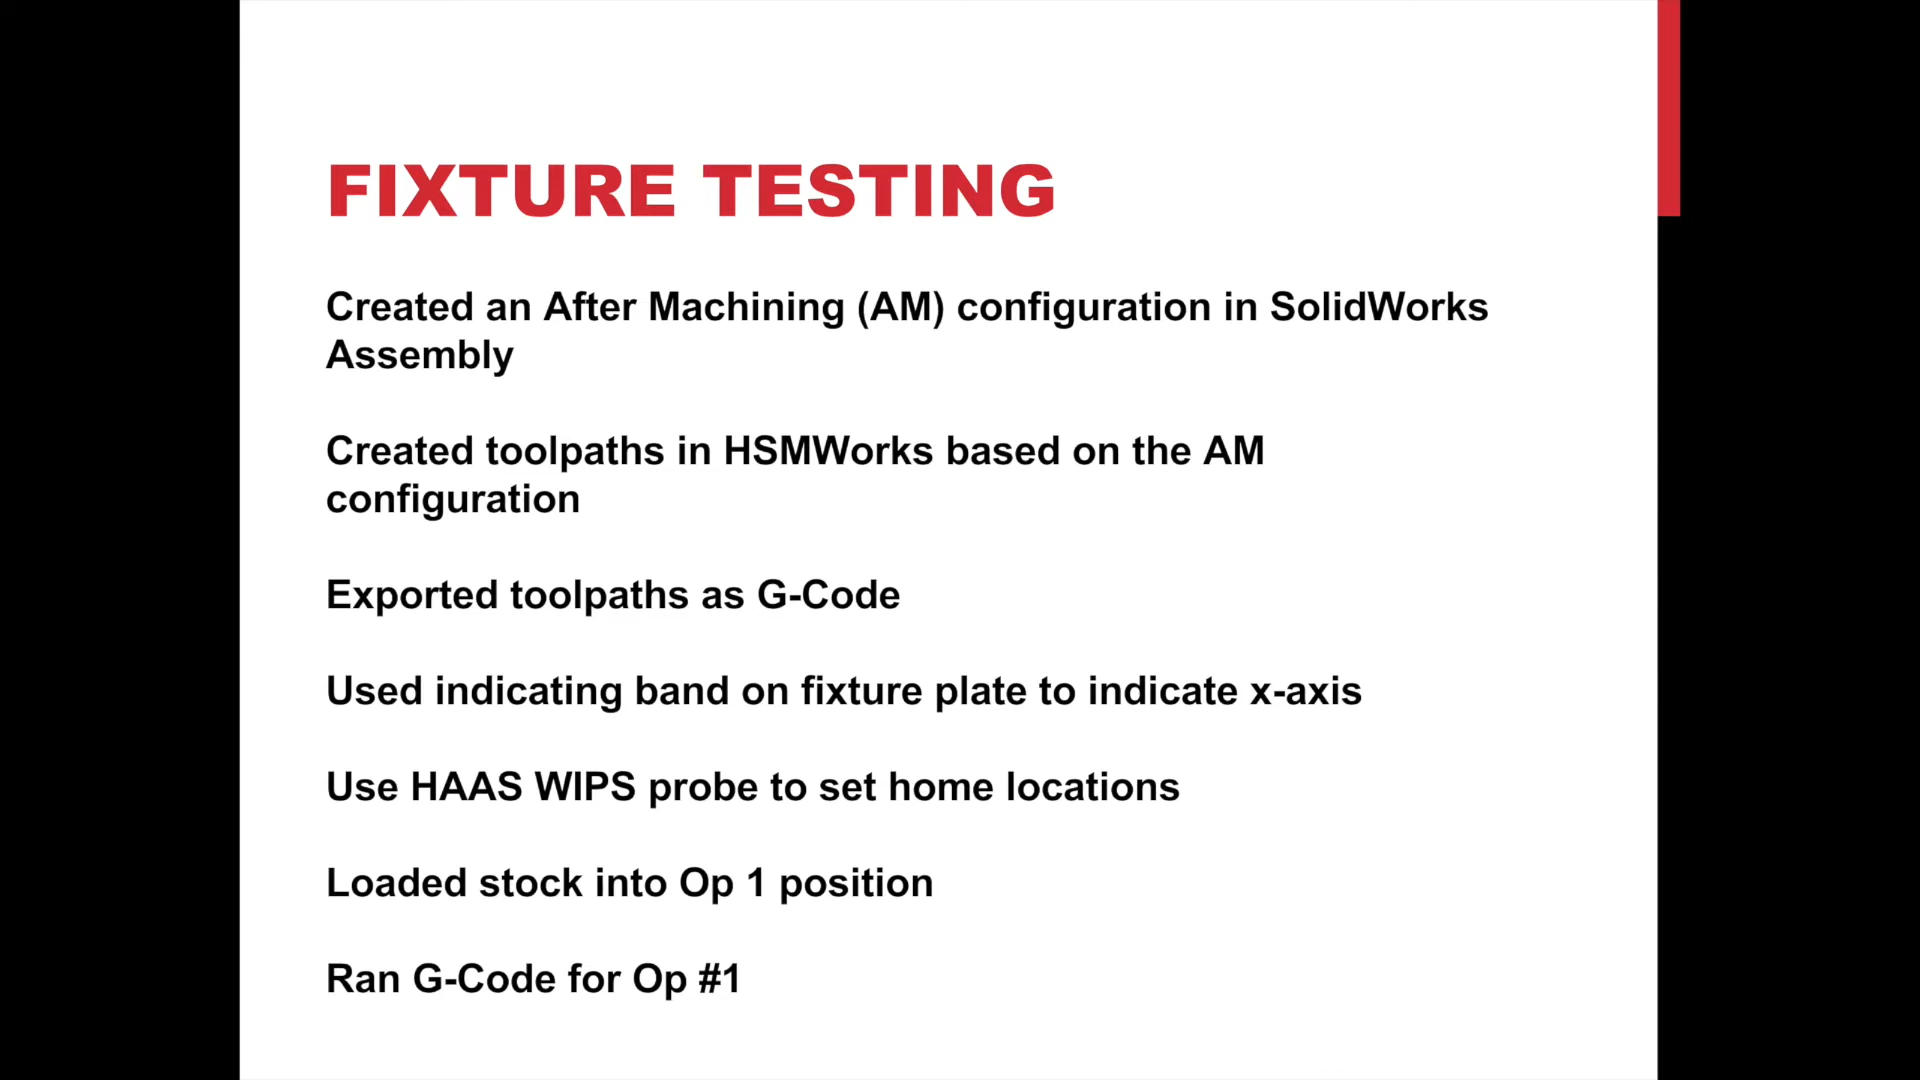 FIXTURE TESTING
Created an After Machining (AM) configuration in SolidWorks
Assembly
Created toolpaths in HSMWorks based on the AM
configuration
Exported toolpaths as G-Code
Used indicating band on fixture plate to indicate x-axis
Use HAAS WIPS probe to set home locations
Loaded stock into Op 1 position
Ran G-Code for Op #1